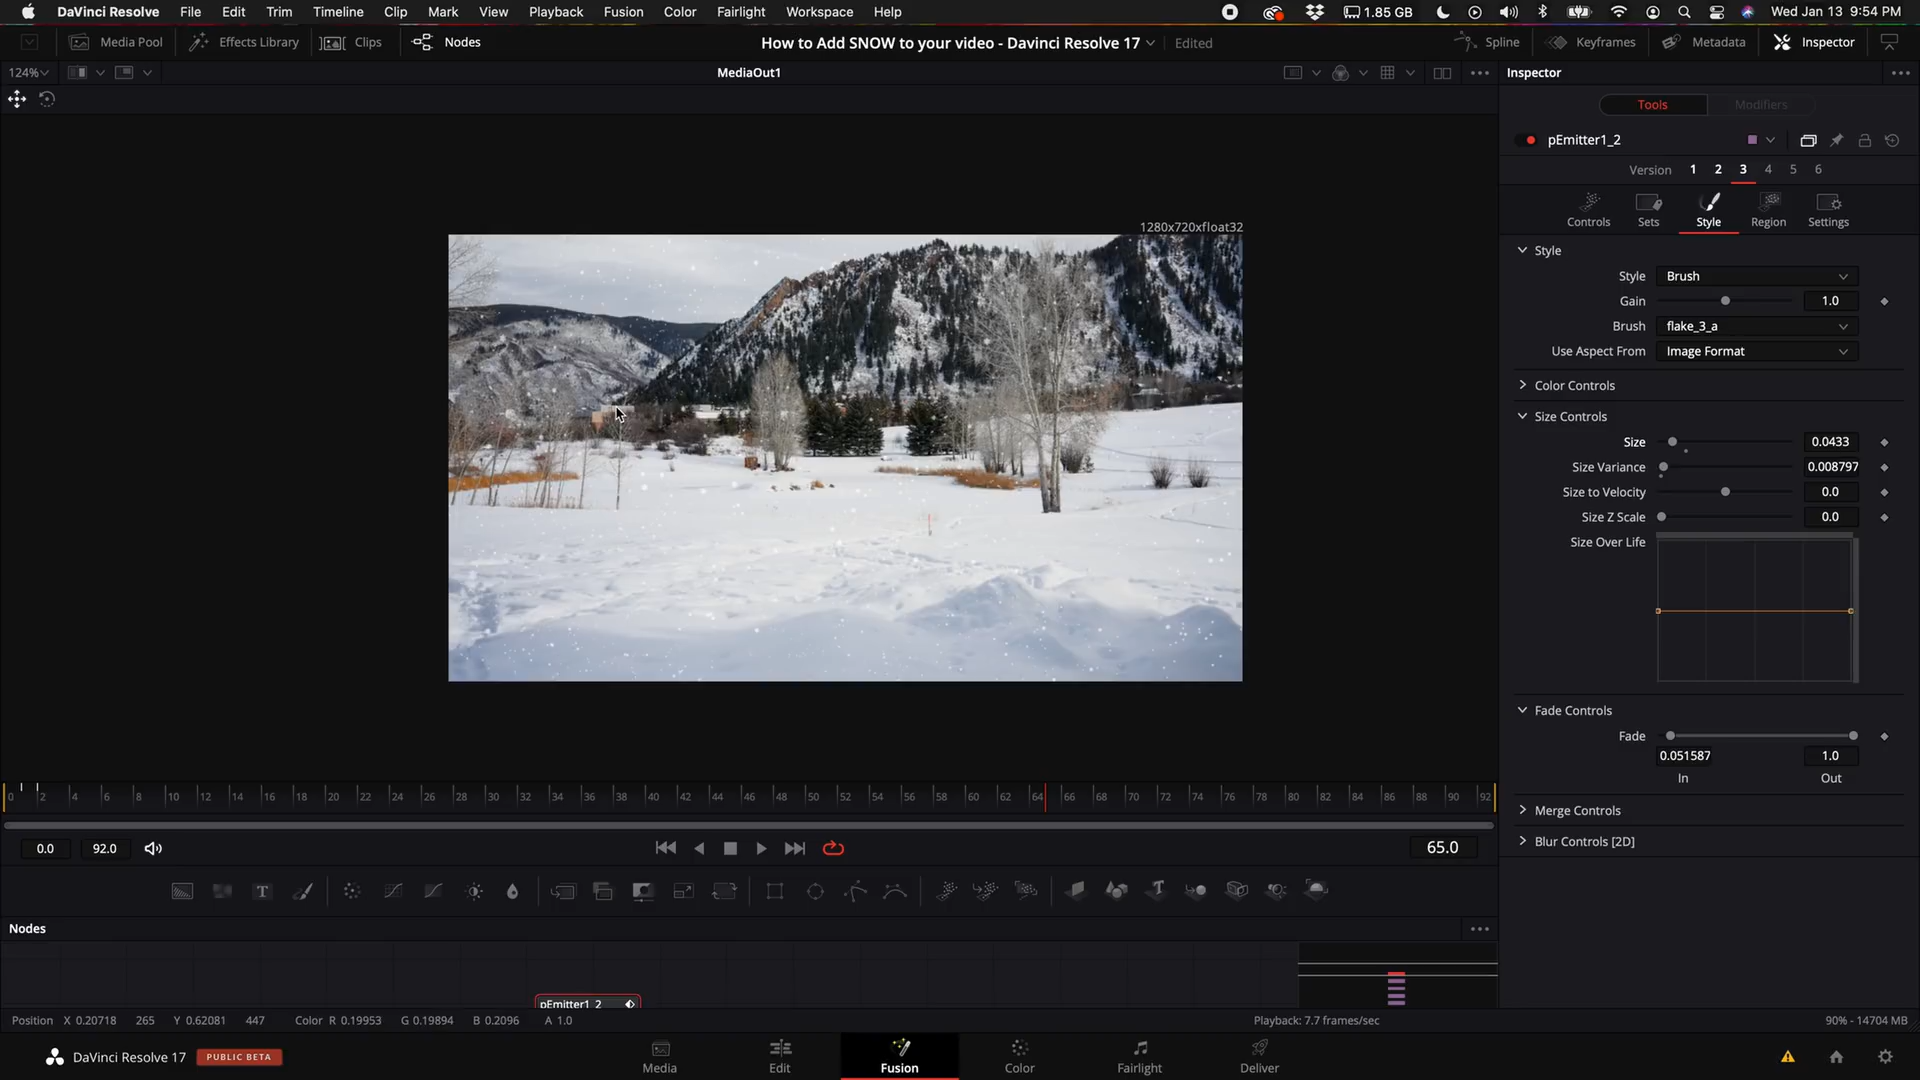 DaVinci Resolve File Edit Trim Timeline Clip Mark View Playback Fusion Color Fairlight Workspace Help 1.85 GB Wed Jan 13 9:54 PM
Media Pool Effects Library Clips Nodes How to Add SNOW to your video - Davinci Resolve 17 Edited Spline Keyframes Metadata Inspector
124% MediaOut1 Inspector
Tools Modifiers
pEmitter1_2
Version 1 2 3 4 5 6
Controls Sets Style Region Settings
1280x720xfloat32
Style
Style Brush
Gain 1.0
Brush flake_3_a
Use Aspect From Image Format
Color Controls
Size Controls
Size 0.0433
Size Variance 0.008797
Size to Velocity 0.0
Size Z Scale 0.0
Size Over Life
Fade Controls
Fade
0.051587 1.0
In Out
0 2 4 6 8 10 12 14 16 18 20 22 24 26 28 30 32 34 36 38 40 42 44 46 48 50 52 54 56 58 60 62 64 66 68 70 72 74 76 78 80 82 84 86 88 90 92
Merge Controls
Blur Controls [2D]
0.0 92.0 65.0
Nodes
pEmitter1_2
Position X 0.20718 265 Y 0.62081 447 Color R 0.19953 G 0.19894 B 0.2096 A 1.0 Playback: 7.7 frames/sec 90% - 14704 MB
DaVinci Resolve 17 PUBLIC BETA Media Edit Fusion Color Fairlight Deliver